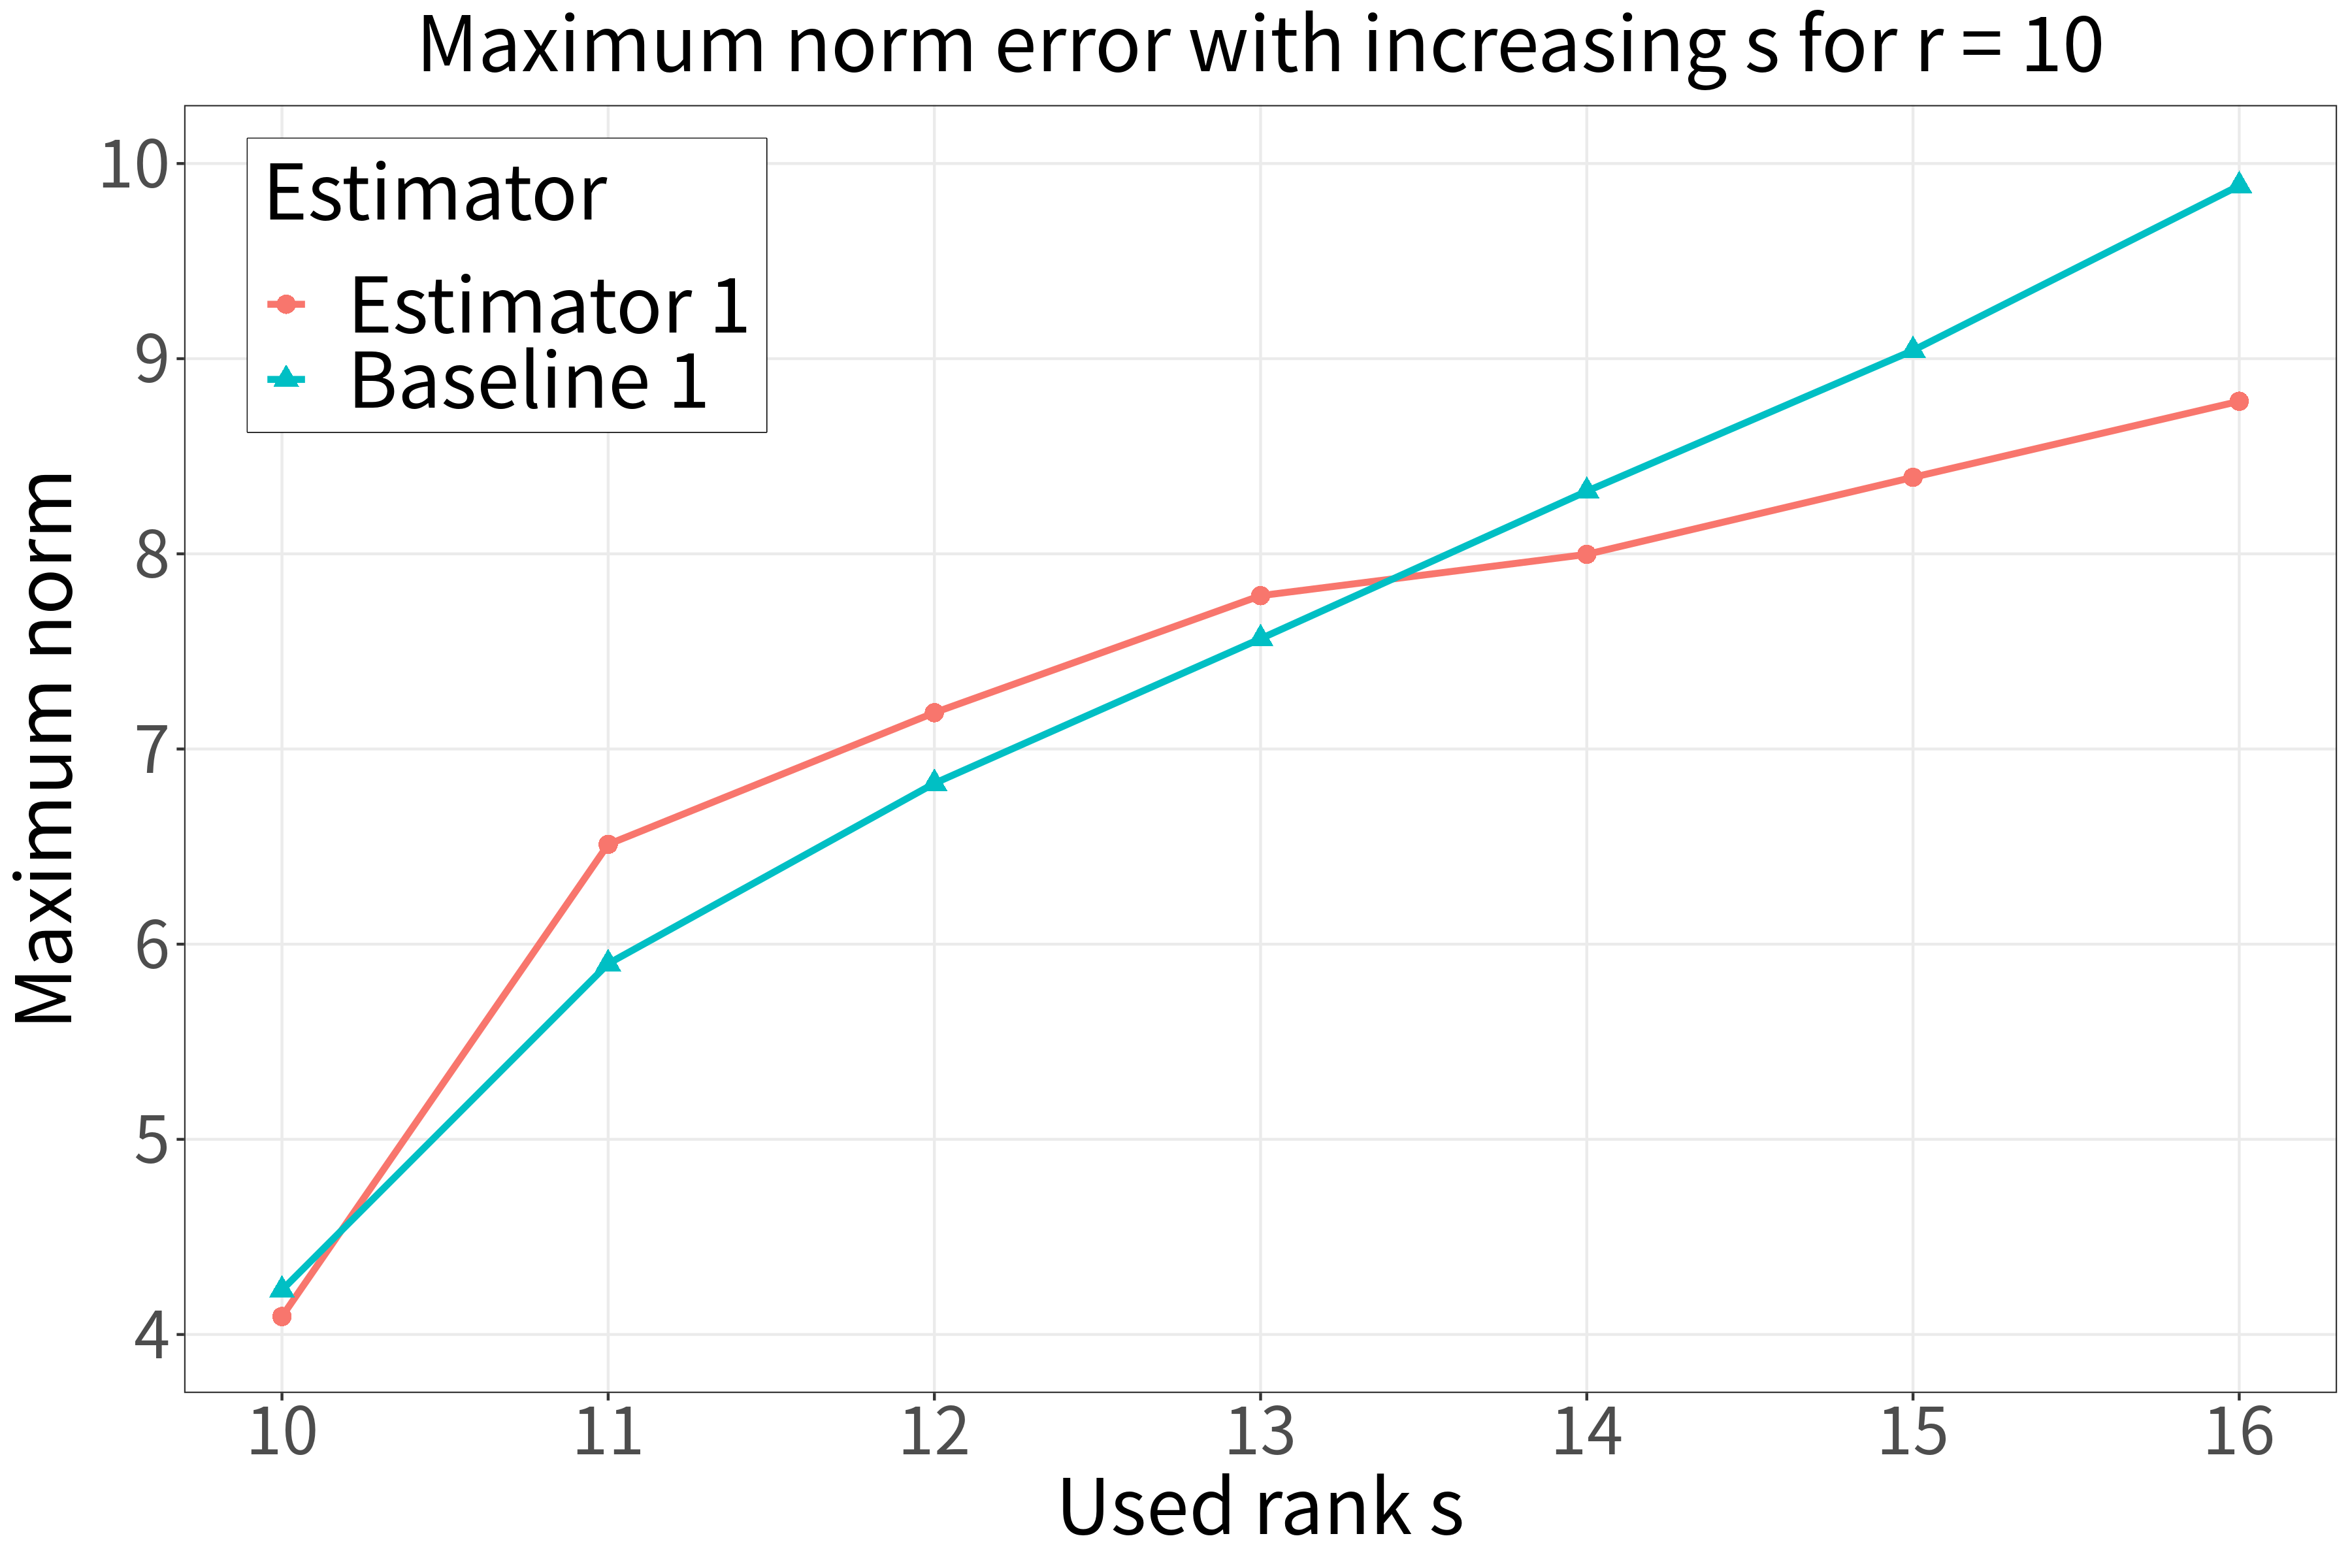 Maximum norm error with increasing s for r = 10
Estimator
Estimator 1
Baseline 1
Maximum norm
10
9
8
7
6
5
4
10 11 12 13 14 15 16
Used rank s